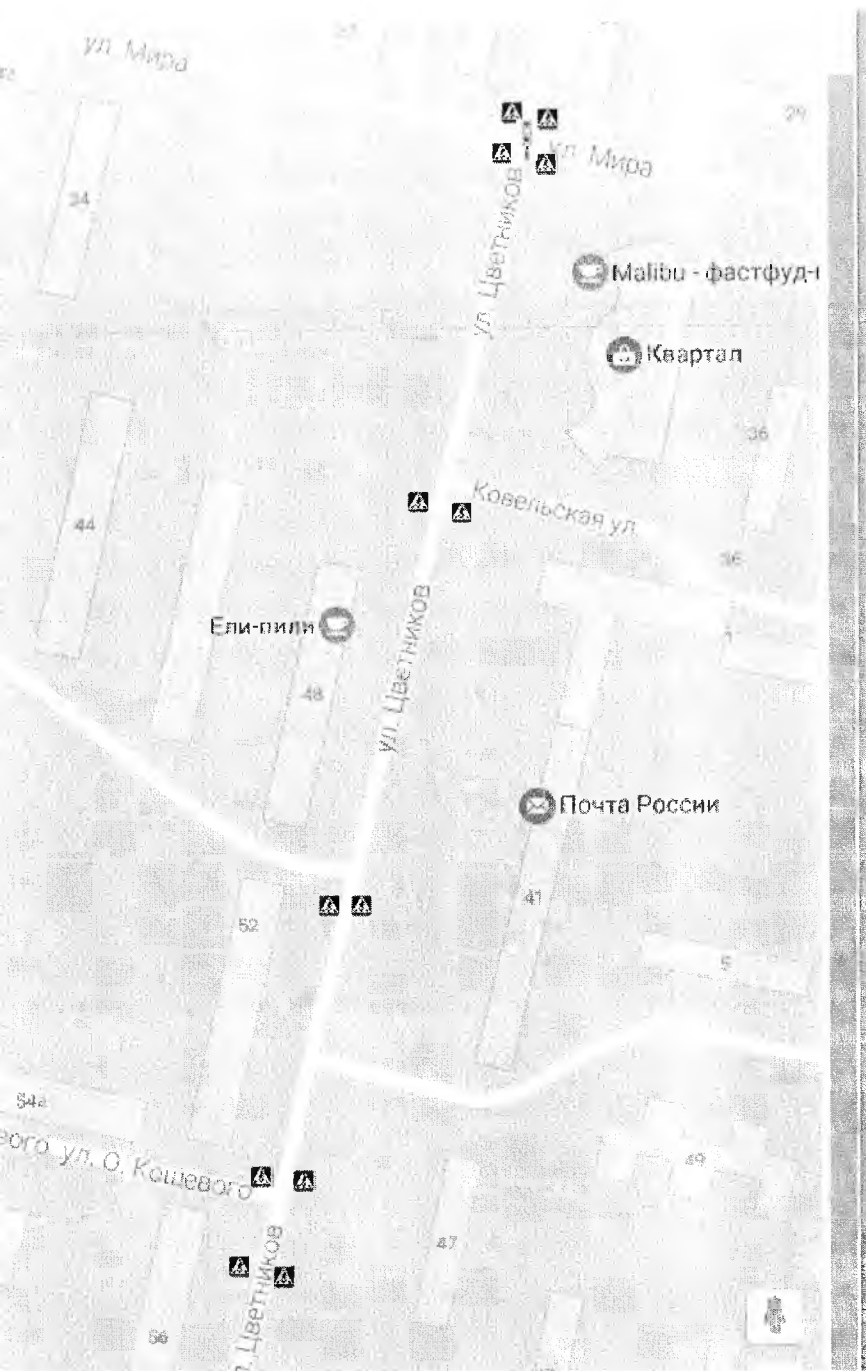 ул. Мира
29
ул. Мира
34
ул. Цветников
Malibu - фастфуд-
Квартал
36
44
Ковельская ул
36
Ели-пили
ул. Цветников
48
Почта России
41
52
5
54а
вого ул. О. Кошевого
49
47
Цветников
56